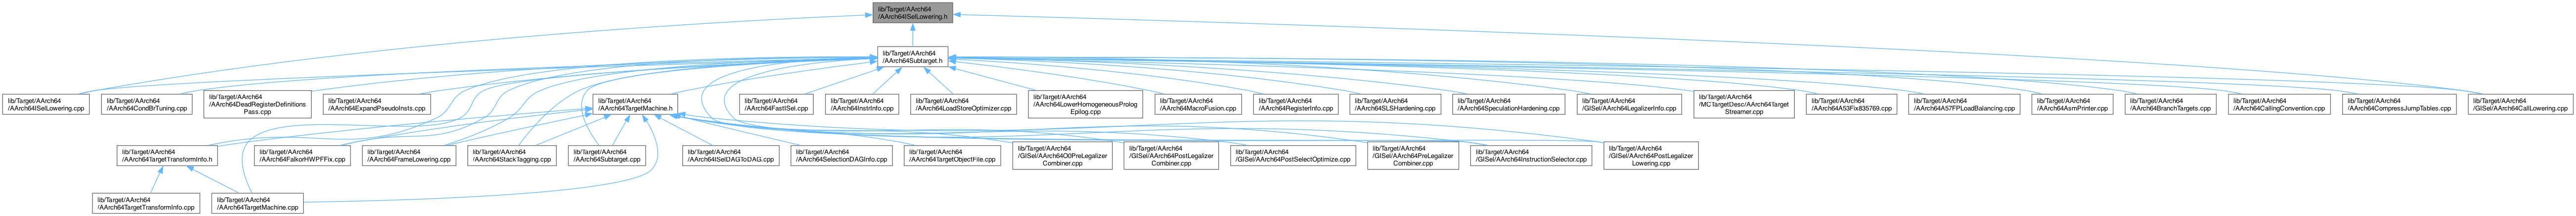 lib/Target/AArch64
/AArch64ISelLowering.h
lib/Target/AArch64
/AArch64Subtarget.h
lib/Target/AArch64
/AArch64ISelLowering.cpp
lib/Target/AArch64
/AArch64CondBrTuning.cpp
lib/Target/AArch64
/AArch64DeadRegisterDefinitions
Pass.cpp
lib/Target/AArch64
/AArch64ExpandPseudoInsts.cpp
lib/Target/AArch64
/AArch64TargetMachine.h
lib/Target/AArch64
/AArch64FastISel.cpp
lib/Target/AArch64
/AArch64InstrInfo.cpp
lib/Target/AArch64
/AArch64LoadStoreOptimizer.cpp
lib/Target/AArch64
/AArch64LowerHomogeneousProlog
Epilog.cpp
lib/Target/AArch64
/AArch64MacroFusion.cpp
lib/Target/AArch64
/AArch64RegisterInfo.cpp
lib/Target/AArch64
/AArch64SLSHardening.cpp
lib/Target/AArch64
/AArch64SpeculationHardening.cpp
lib/Target/AArch64
/GISel/AArch64LegalizerInfo.cpp
lib/Target/AArch64
/MCTargetDesc/AArch64Target
Streamer.cpp
lib/Target/AArch64
/AArch64A53Fix835769.cpp
lib/Target/AArch64
/AArch64A57FPLoadBalancing.cpp
lib/Target/AArch64
/AArch64AsmPrinter.cpp
lib/Target/AArch64
/AArch64BranchTargets.cpp
lib/Target/AArch64
/AArch64CallingConvention.cpp
lib/Target/AArch64
/AArch64CompressJumpTables.cpp
lib/Target/AArch64
/GISel/AArch64CallLowering.cpp
lib/Target/AArch64
/AArch64TargetTransformInfo.h
lib/Target/AArch64
/AArch64FalkorHWPFFix.cpp
lib/Target/AArch64
/AArch64FrameLowering.cpp
lib/Target/AArch64
/AArch64StackTagging.cpp
lib/Target/AArch64
/AArch64Subtarget.cpp
lib/Target/AArch64
/AArch64ISelDAGToDAG.cpp
lib/Target/AArch64
/AArch64SelectionDAGInfo.cpp
lib/Target/AArch64
/AArch64TargetObjectFile.cpp
lib/Target/AArch64
/GISel/AArch64O0PreLegalizer
Combiner.cpp
lib/Target/AArch64
/GISel/AArch64PostLegalizer
Combiner.cpp
lib/Target/AArch64
/GISel/AArch64PostSelectOptimize.cpp
lib/Target/AArch64
/GISel/AArch64PreLegalizer
Combiner.cpp
lib/Target/AArch64
/GISel/AArch64InstructionSelector.cpp
lib/Target/AArch64
/GISel/AArch64PostLegalizer
Lowering.cpp
lib/Target/AArch64
/AArch64TargetTransformInfo.cpp
lib/Target/AArch64
/AArch64TargetMachine.cpp